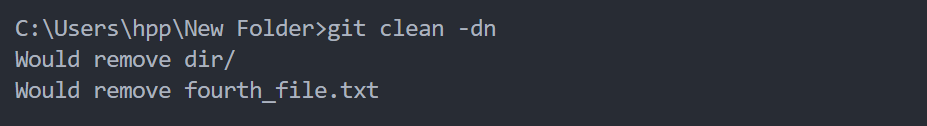 C:\Users\hpp\New Folder>git clean -dn
Would remove dir/
Would remove fourth_file.txt